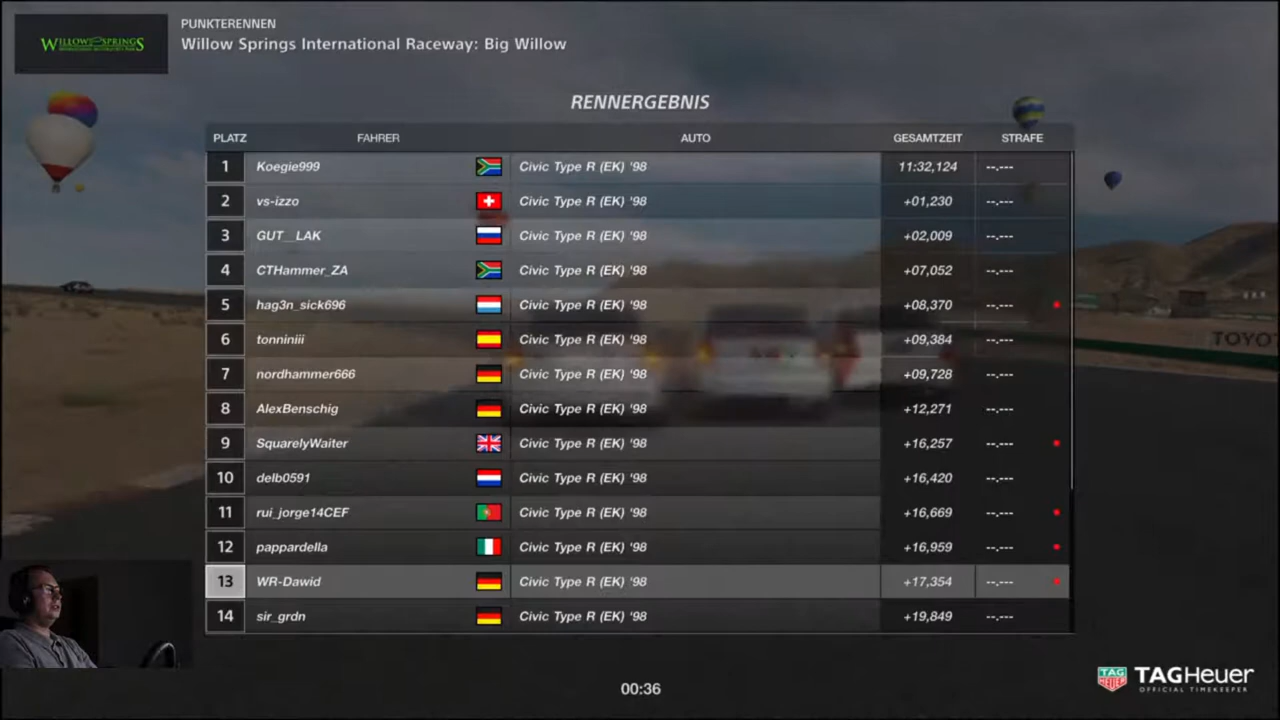 WILLOW SPRINGS
PUNKTERENNEN
Willow Springs International Raceway: Big Willow
RENNERGEBNIS
PLATZ FAHRER AUTO GESAMTZEIT STRAFE
1 Koegie999 Civic Type R (EK) '98 11:32,124 --.---
2 vs-izzo Civic Type R (EK) '98 +01,230 --.---
3 GUT__LAK Civic Type R (EK) '98 +02,009 --.---
4 CTHammer_ZA Civic Type R (EK) '98 +07,052 --.---
5 hag3n_sick696 Civic Type R (EK) '98 +08,370 --.---
6 tonniniii Civic Type R (EK) '98 +09,384 --.---
7 nordhammer666 Civic Type R (EK) '98 +09,728 --.---
8 AlexBenschig Civic Type R (EK) '98 +12,271 --.---
9 SquarelyWaiter Civic Type R (EK) '98 +16,257 --.---
10 delb0591 Civic Type R (EK) '98 +16,420 --.---
11 rui_jorge14CEF Civic Type R (EK) '98 +16,669 --.---
12 pappardella Civic Type R (EK) '98 +16,959 --.---
13 WR-Dawid Civic Type R (EK) '98 +17,354 --.---
14 sir_grdn Civic Type R (EK) '98 +19,849 --.---
TOYO
00:36
TAG HEUER TAGHeuer
OFFICIAL TIMEKEEPER